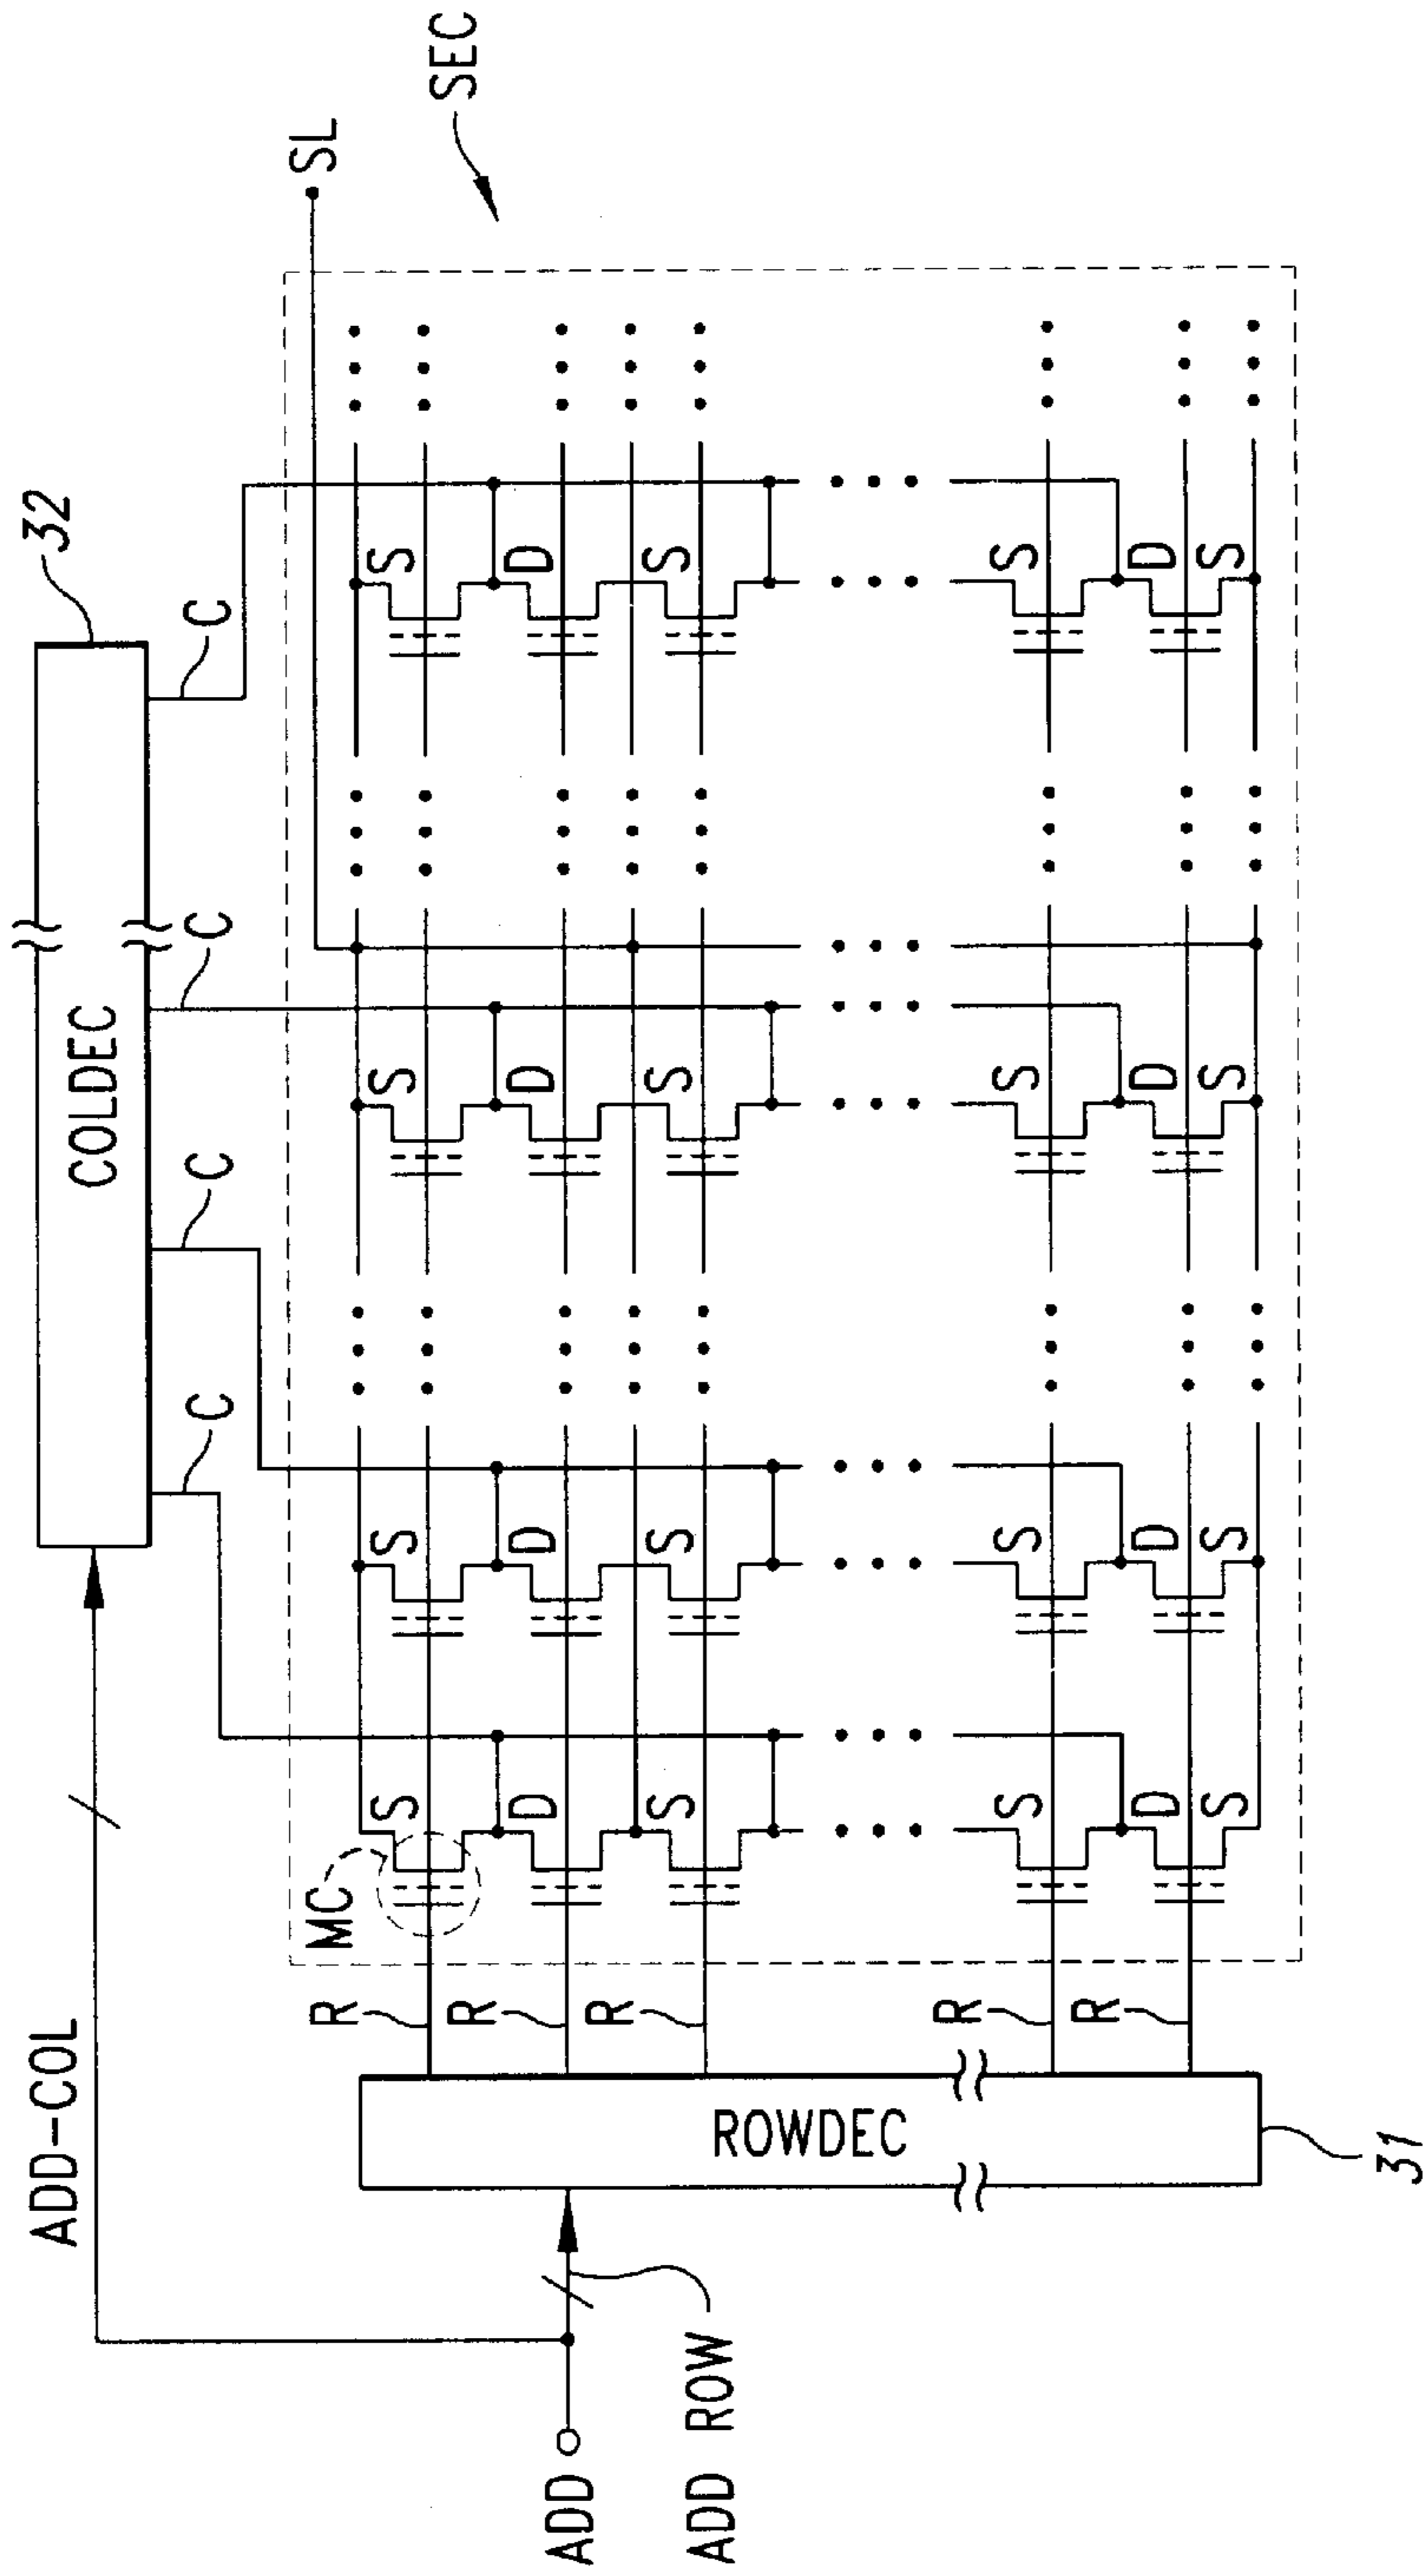 ADD-COL
32
COLDEC
C C C C
SL
R
MC
S S S S
SEC
R
D D D D
ADD
R
S S S S
ADD ROW
ROWDEC
R
S S S S
R
D D D D
S S S S
31